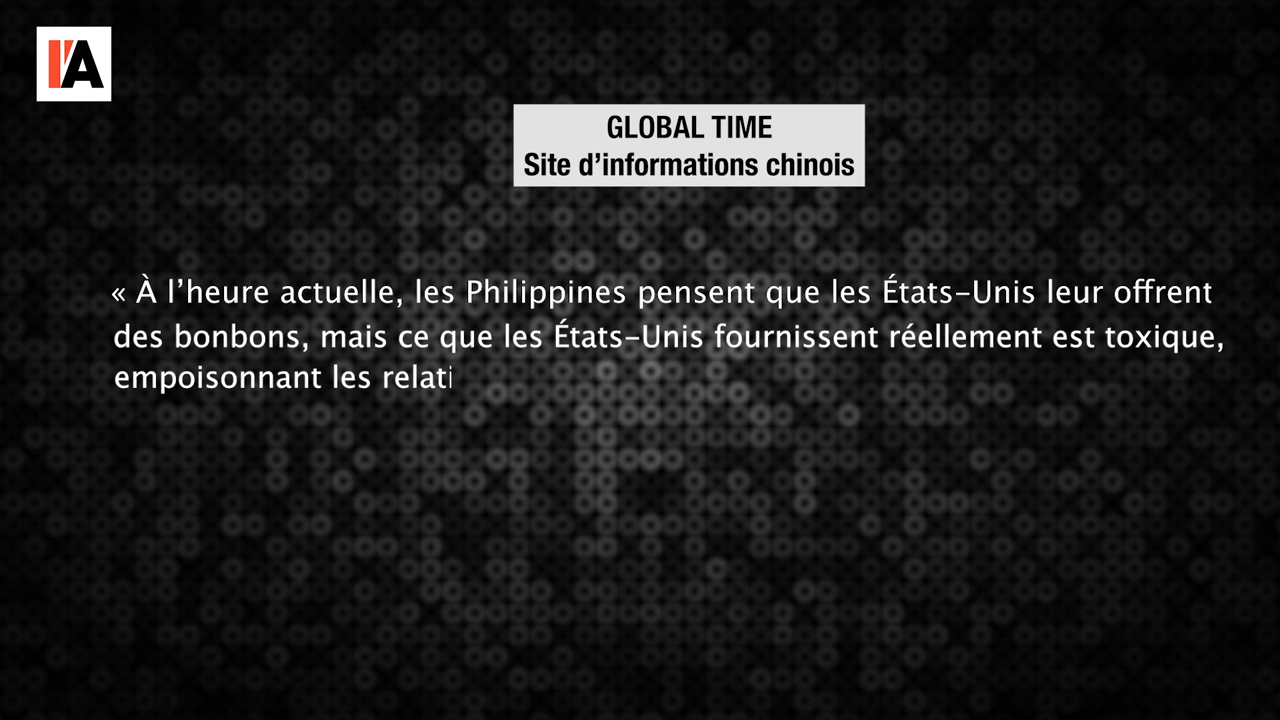 I'A
GLOBAL TIME
Site d’informations chinois
« À l’heure actuelle, les Philippines pensent que les États-Unis leur offrent
des bonbons, mais ce que les États-Unis fournissent réellement est toxique,
empoisonnant les relati